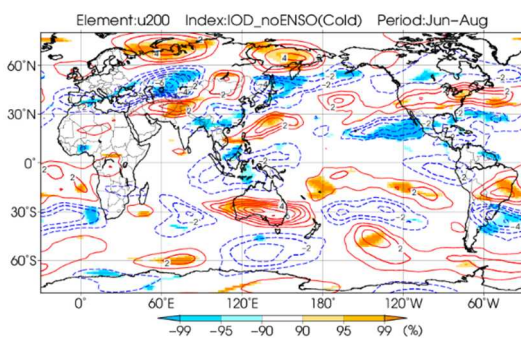 Element:u200 Index:IOD_noENSO(Cold) Period:Jun-Aug
60°N
30°N
0°
30°S
60°S
0° 60°E 120°E 180° 120°W 60°W
-99 -95 -90 90 95 99 (%)